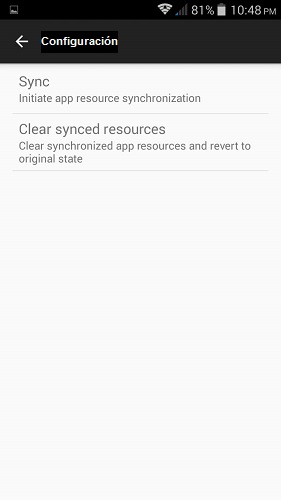 81% 10:48 PM
Configuración
Sync
Initiate app resource synchronization
Clear synced resources
Clear synchronized app resources and revert to
original state